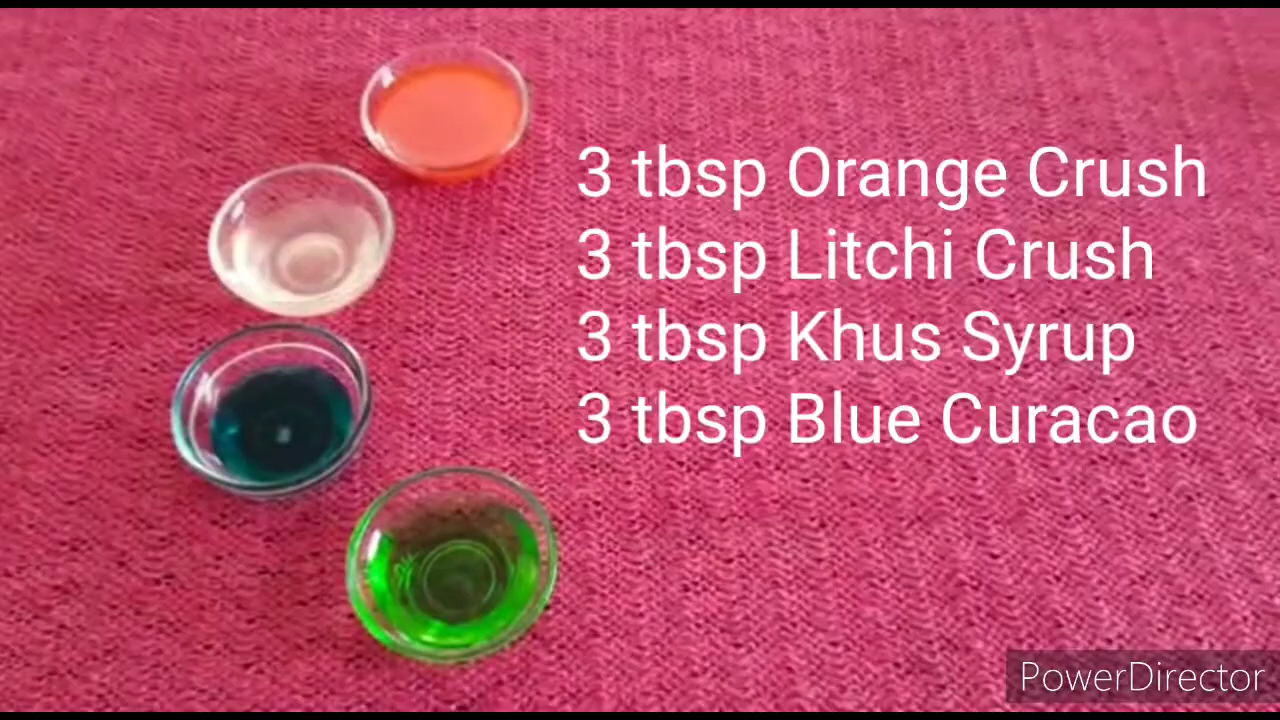 3 tbsp Orange Crush
3 tbsp Litchi Crush
3 tbsp Khus Syrup
3 tbsp Blue Curacao
PowerDirector